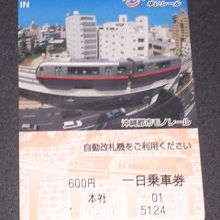 IN
ゆいレール
沖縄都市モノレール
自動改札機をご利用ください
600円 一日乗車券
本社 01
5124